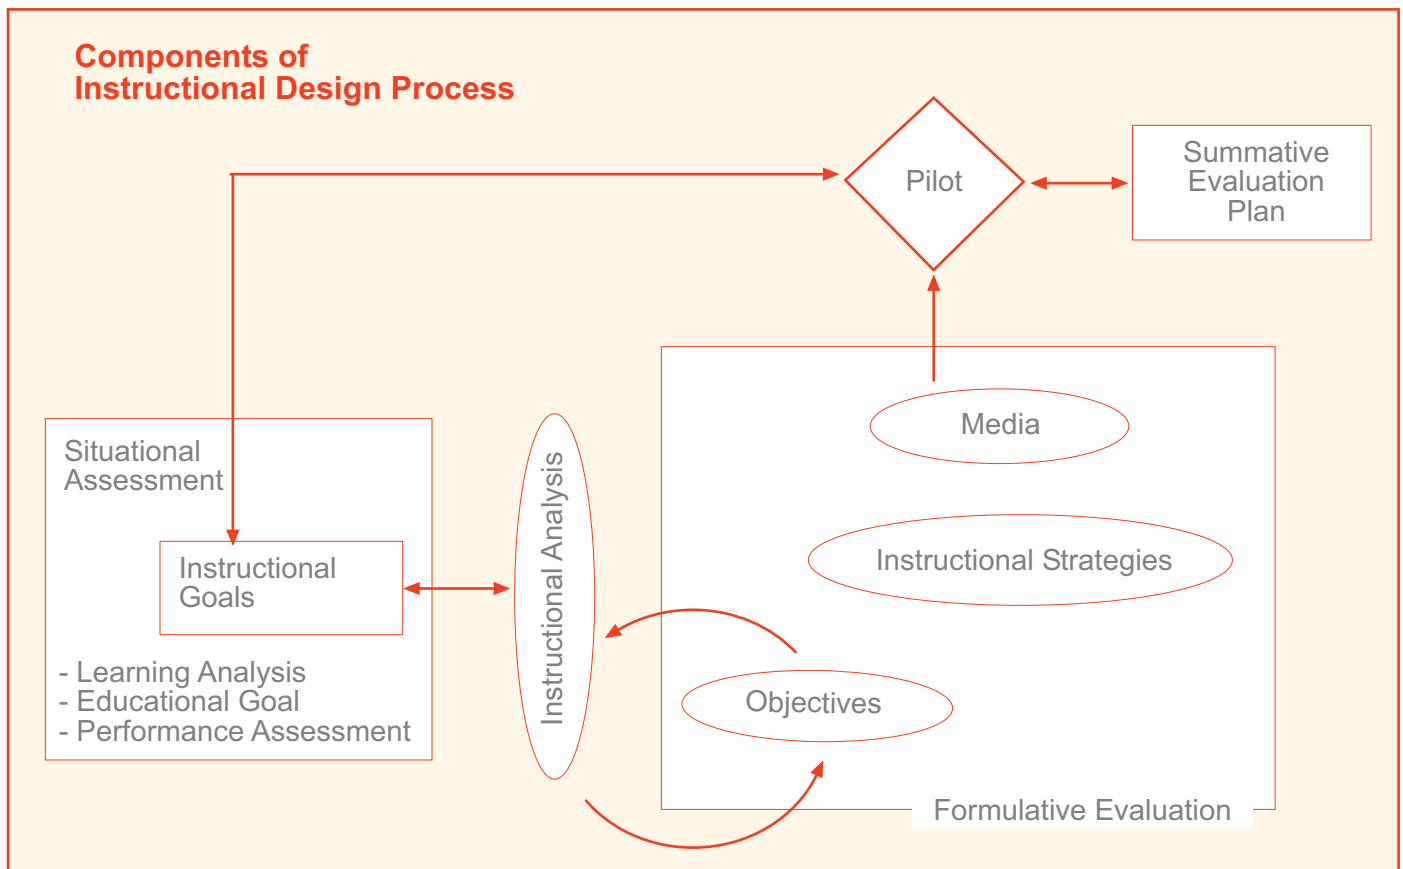 Components of
Instructional Design Process
Pilot
Summative
Evaluation
Plan
Media
Situational
Assessment
Instructional Analysis
Instructional Strategies
Instructional
Goals
- Learning Analysis
- Educational Goal
- Performance Assessment
Objectives
Formulative Evaluation